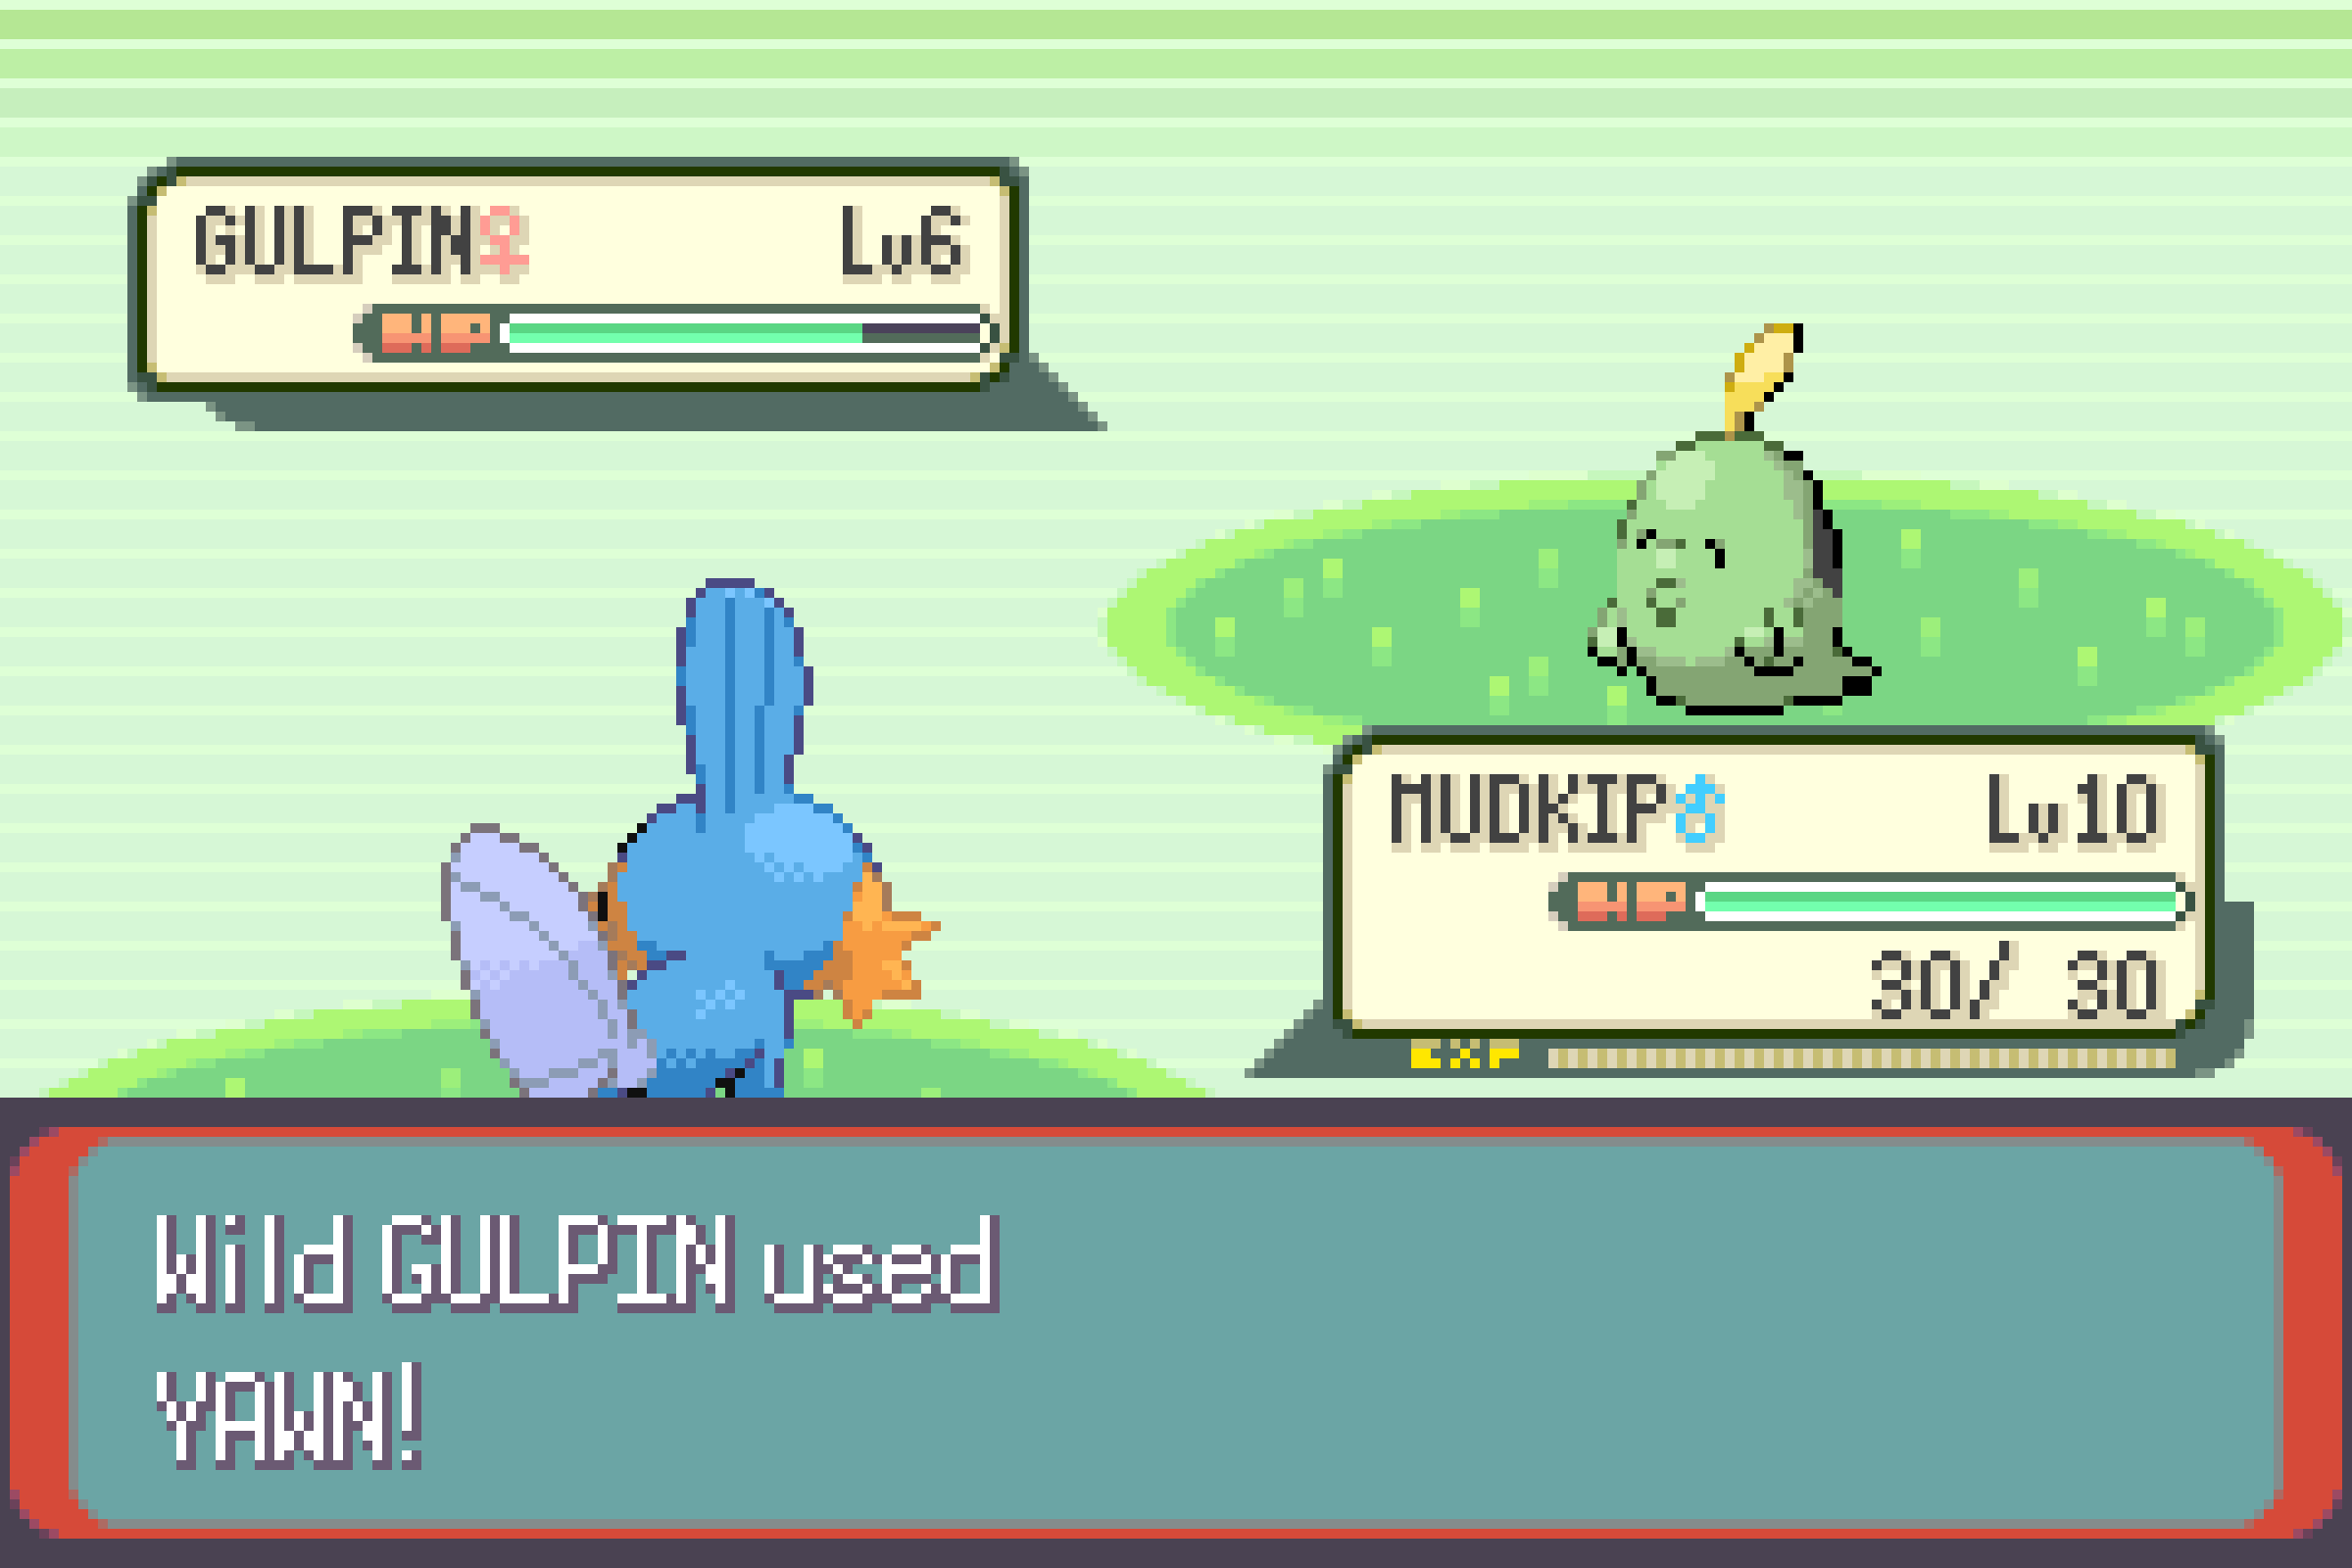 GULPIN♀ Lv6
HP
MUDKIP♂ Lv10
HP
30/ 30
EXP
Wild GULPIN used
YAWN!